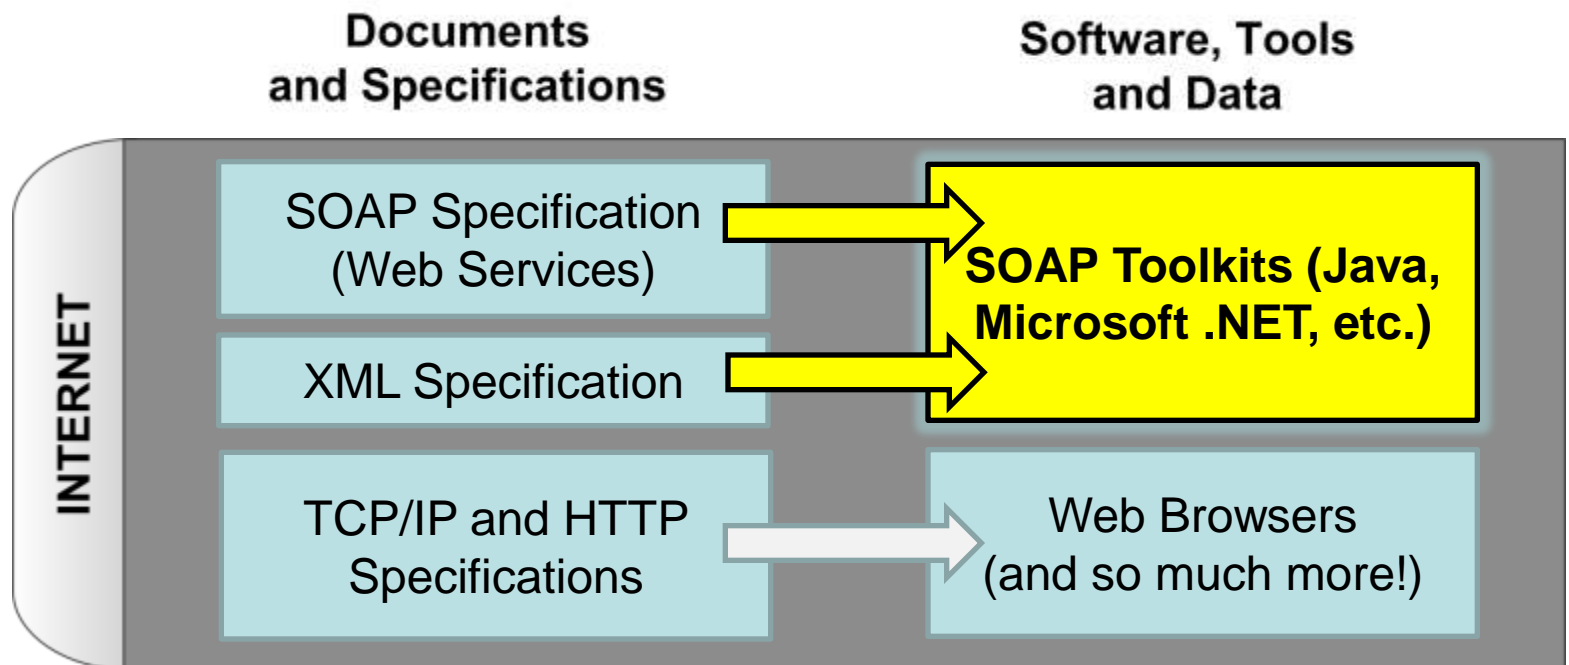 Documents
and Specifications
Software, Tools
and Data
INTERNET
SOAP Specification
(Web Services)
SOAP Toolkits (Java,
Microsoft .NET, etc.)
XML Specification
TCP/IP and HTTP
Specifications
Web Browsers
(and so much more!)